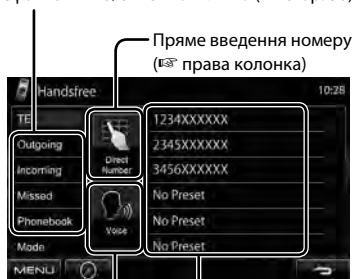 Пряме введення номеру
(☞ права колонка)
Handsfree
10:28
TEL
1234XXXXXX
Outgoing
2345XXXXXX
Direct
Number
Incoming
3456XXXXXX
Missed
No Preset
Phonebook
Voice
No Preset
Mode
No Preset
MENU